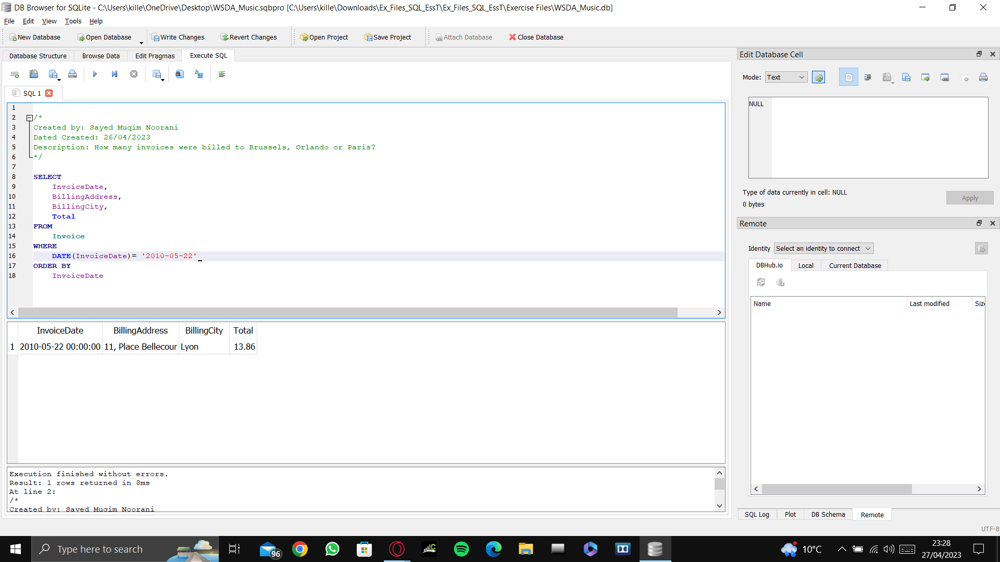 DB Browser for SQLite - C:\Users\kille\OneDrive\Desktop\WSDA_Music.sqbpro [C:\Users\kille\Downloads\Ex_Files_SQL_EssT\Ex_Files_SQL_EssT\Exercise Files\WSDA_Music.db]
File Edit View Tools Help
New Database Open Database Write Changes Revert Changes Open Project Save Project Attach Database Close Database
Database Structure Browse Data Edit Pragmas Execute SQL
SQL 1
1
2 /*
3 Created by: Sayed Muqim Noorani
4 Dated Created: 26/04/2023
5 Description: How many invoices were billed to Brussels, Orlando or Paris?
6 */
7
8 SELECT
9 InvoiceDate,
10 BillingAddress,
11 BillingCity,
12 Total
13 FROM
14 Invoice
15 WHERE
16 DATE(InvoiceDate)= '2010-05-22'
17 ORDER BY
18 InvoiceDate
InvoiceDate BillingAddress BillingCity Total
1 2010-05-22 00:00:00 11, Place Bellecour Lyon 13.86
Execution finished without errors.
Result: 1 rows returned in 8ms
At line 2:
/*
Created by: Sayed Muqim Noorani
Edit Database Cell
Mode: Text
NULL
Type of data currently in cell: NULL
0 bytes
Apply
Remote
Identity Select an identity to connect
DBHub.io Local Current Database
Name Last modified Size
SQL Log Plot DB Schema Remote
UTF-8
Type here to search
96
10°C
23:28
27/04/2023